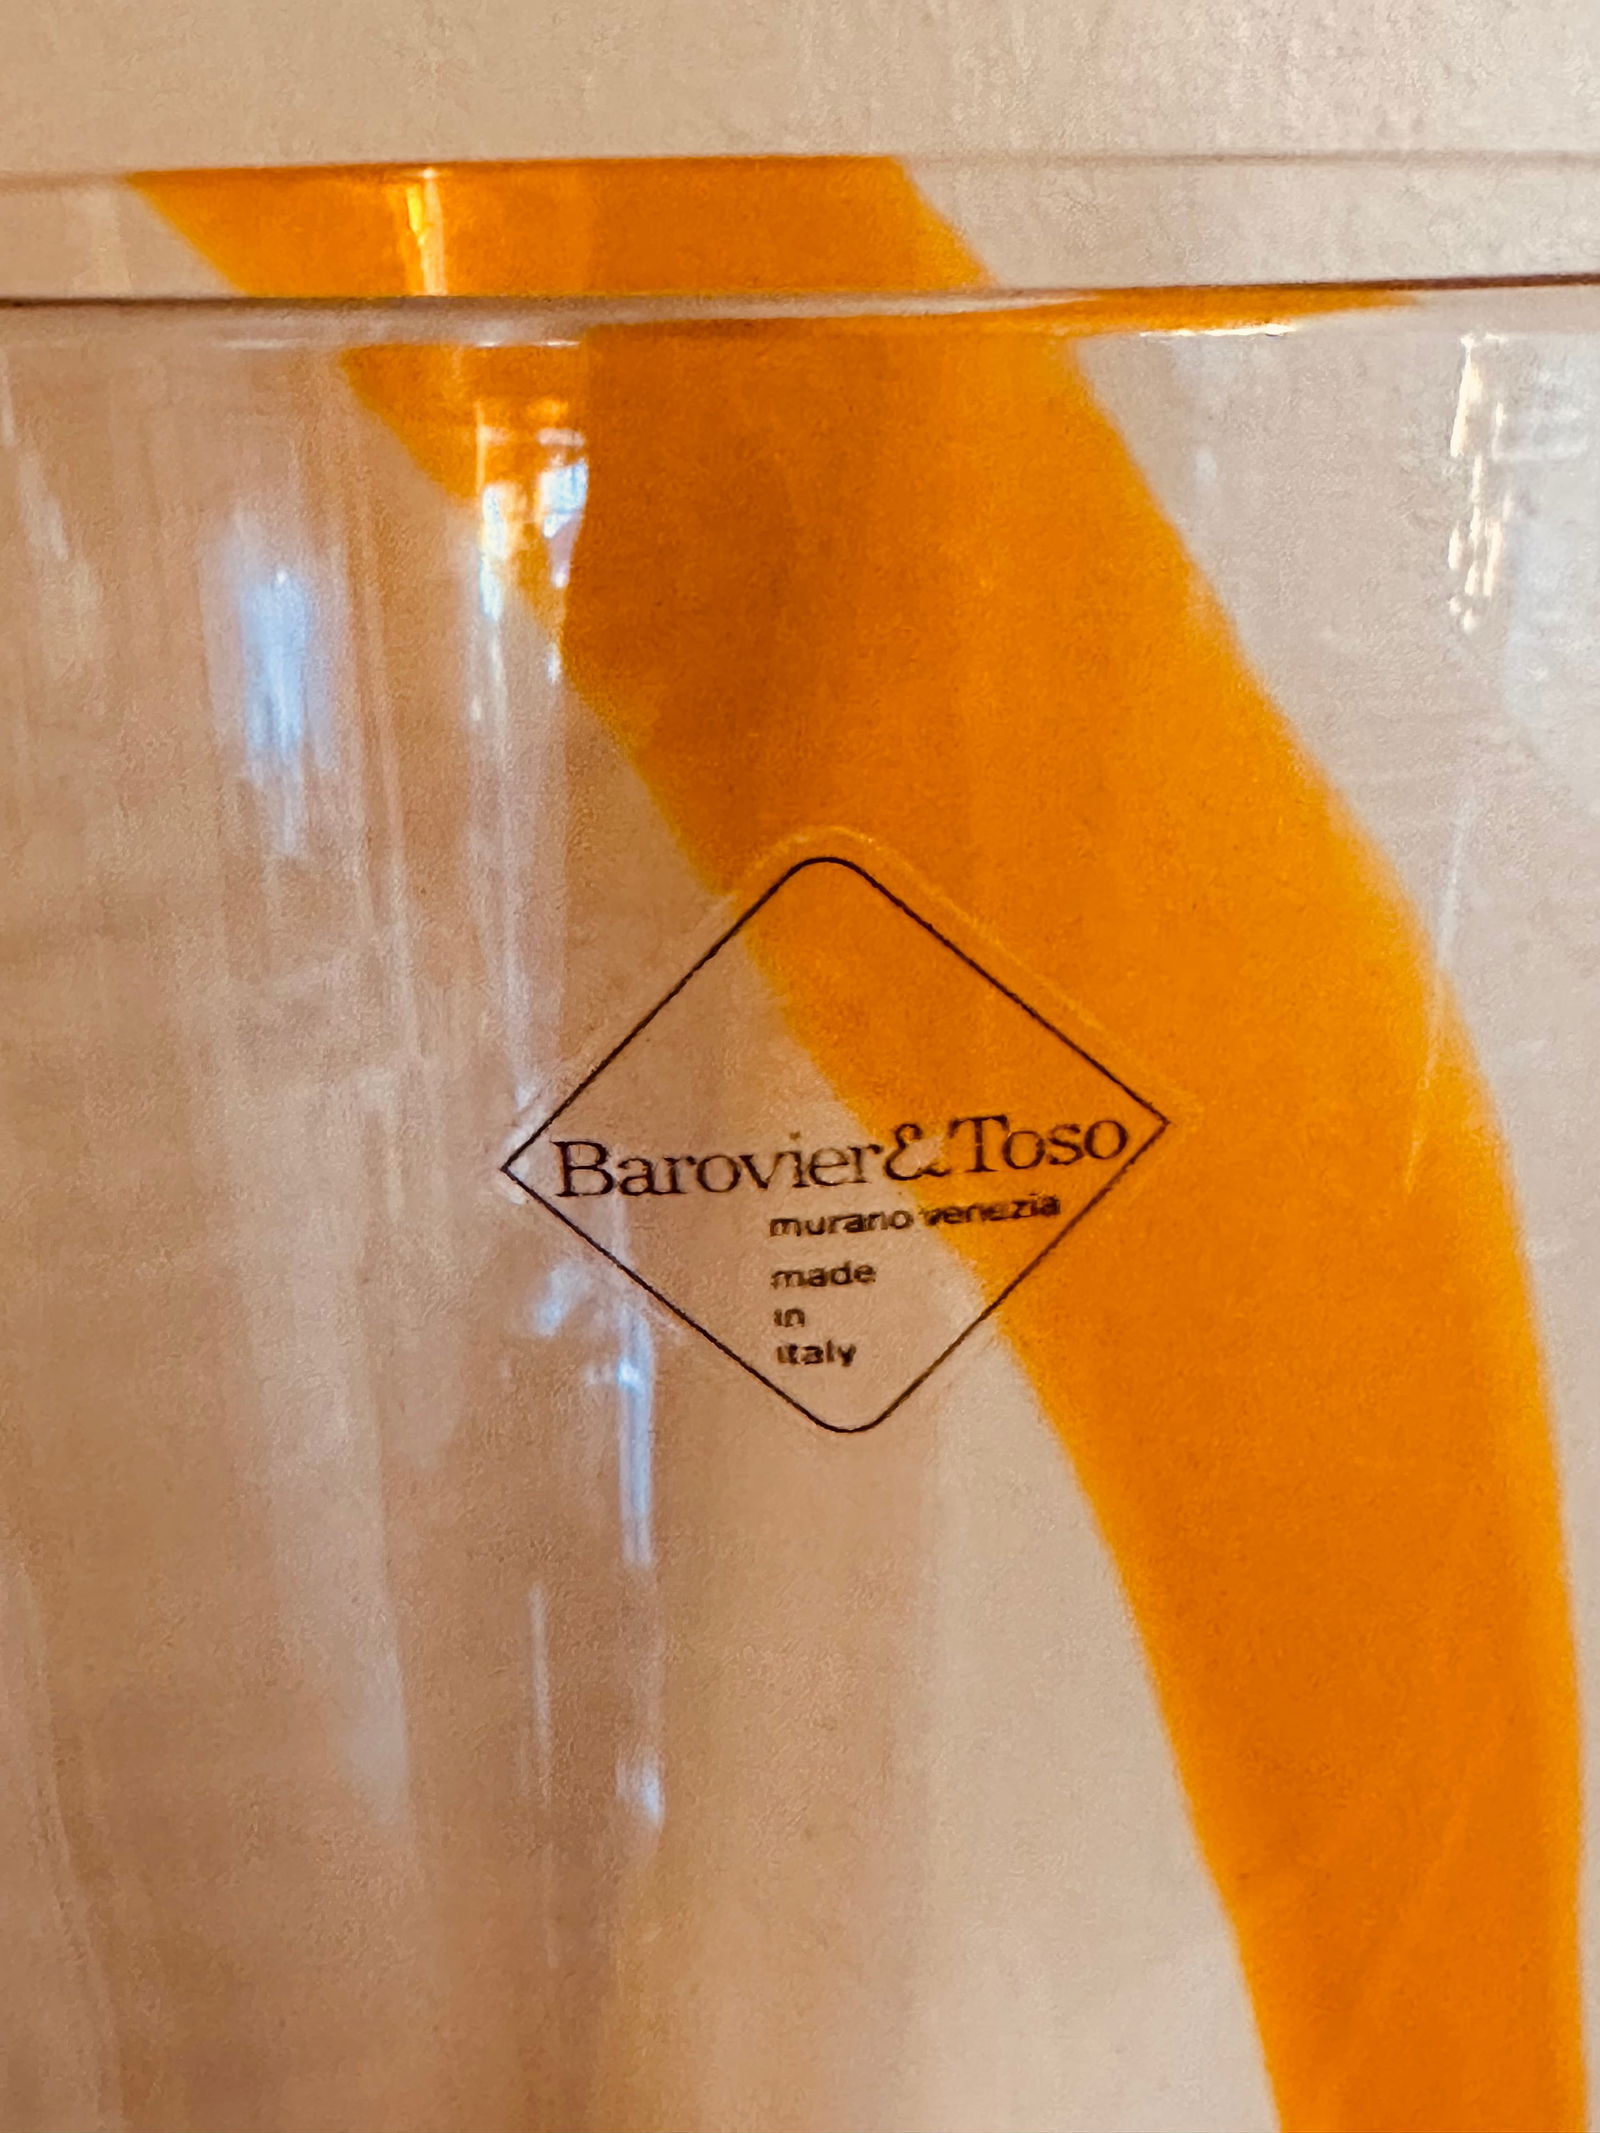 Barovier&Toso
murano venezia
made
in
italy